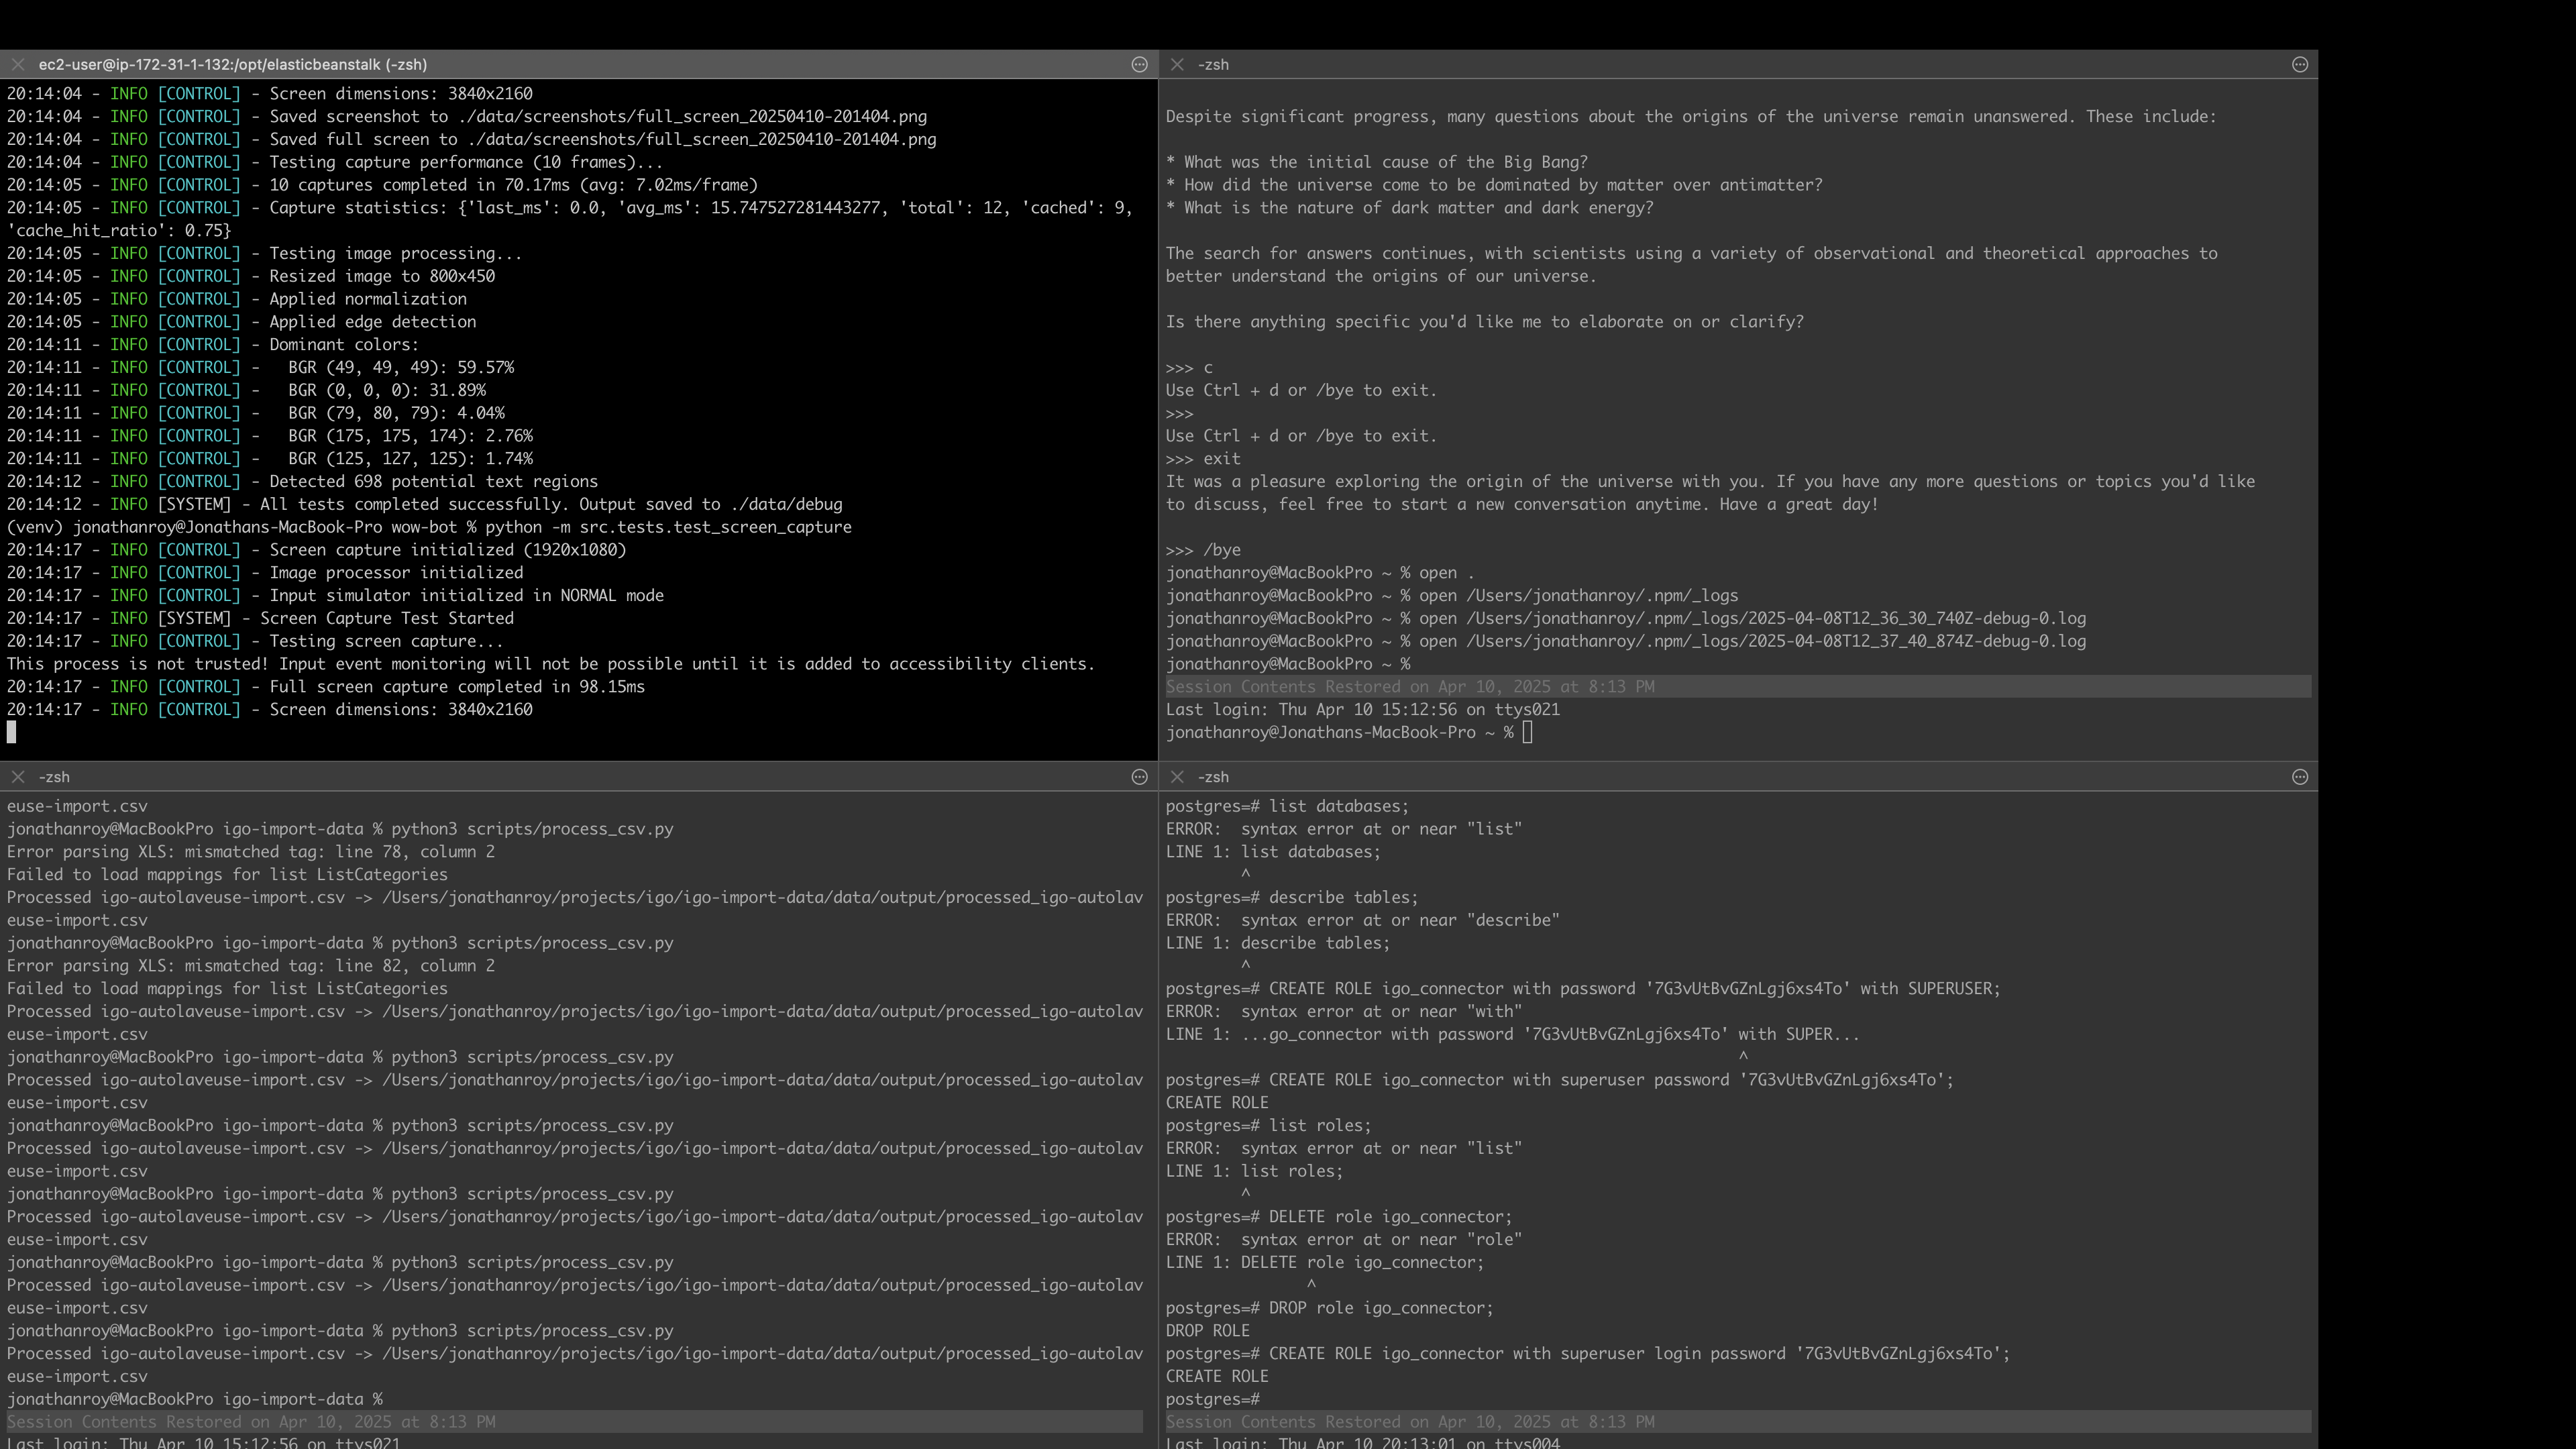 ec2-user@ip-172-31-1-132:/opt/elasticbeanstalk (-zsh)
20:14:04 - INFO [CONTROL] - Screen dimensions: 3840x2160
20:14:04 - INFO [CONTROL] - Saved screenshot to ./data/screenshots/full_screen_20250410-201404.png
20:14:04 - INFO [CONTROL] - Saved full screen to ./data/screenshots/full_screen_20250410-201404.png
20:14:04 - INFO [CONTROL] - Testing capture performance (10 frames)...
20:14:05 - INFO [CONTROL] - 10 captures completed in 70.17ms (avg: 7.02ms/frame)
20:14:05 - INFO [CONTROL] - Capture statistics: {'last_ms': 0.0, 'avg_ms': 15.747527281443277, 'total': 12, 'cached': 9,
'cache_hit_ratio': 0.75}
20:14:05 - INFO [CONTROL] - Testing image processing...
20:14:05 - INFO [CONTROL] - Resized image to 800x450
20:14:05 - INFO [CONTROL] - Applied normalization
20:14:05 - INFO [CONTROL] - Applied edge detection
20:14:11 - INFO [CONTROL] - Dominant colors:
20:14:11 - INFO [CONTROL] -   BGR (49, 49, 49): 59.57%
20:14:11 - INFO [CONTROL] -   BGR (0, 0, 0): 31.89%
20:14:11 - INFO [CONTROL] -   BGR (79, 80, 79): 4.04%
20:14:11 - INFO [CONTROL] -   BGR (175, 175, 174): 2.76%
20:14:11 - INFO [CONTROL] -   BGR (125, 127, 125): 1.74%
20:14:12 - INFO [CONTROL] - Detected 698 potential text regions
20:14:12 - INFO [SYSTEM] - All tests completed successfully. Output saved to ./data/debug
(venv) jonathanroy@Jonathans-MacBook-Pro wow-bot % python -m src.tests.test_screen_capture
20:14:17 - INFO [CONTROL] - Screen capture initialized (1920x1080)
20:14:17 - INFO [CONTROL] - Image processor initialized
20:14:17 - INFO [CONTROL] - Input simulator initialized in NORMAL mode
20:14:17 - INFO [SYSTEM] - Screen Capture Test Started
20:14:17 - INFO [CONTROL] - Testing screen capture...
This process is not trusted! Input event monitoring will not be possible until it is added to accessibility clients.
20:14:17 - INFO [CONTROL] - Full screen capture completed in 98.15ms
20:14:17 - INFO [CONTROL] - Screen dimensions: 3840x2160
-zsh
Despite significant progress, many questions about the origins of the universe remain unanswered. These include:
* What was the initial cause of the Big Bang?
* How did the universe come to be dominated by matter over antimatter?
* What is the nature of dark matter and dark energy?
The search for answers continues, with scientists using a variety of observational and theoretical approaches to
better understand the origins of our universe.
Is there anything specific you'd like me to elaborate on or clarify?
>>> c
Use Ctrl + d or /bye to exit.
>>>
Use Ctrl + d or /bye to exit.
>>> exit
It was a pleasure exploring the origin of the universe with you. If you have any more questions or topics you'd like
to discuss, feel free to start a new conversation anytime. Have a great day!
>>> /bye
jonathanroy@MacBookPro ~ % open .
jonathanroy@MacBookPro ~ % open /Users/jonathanroy/.npm/_logs
jonathanroy@MacBookPro ~ % open /Users/jonathanroy/.npm/_logs/2025-04-08T12_36_30_740Z-debug-0.log
jonathanroy@MacBookPro ~ % open /Users/jonathanroy/.npm/_logs/2025-04-08T12_37_40_874Z-debug-0.log
jonathanroy@MacBookPro ~ %
Session Contents Restored on Apr 10, 2025 at 8:13 PM
Last login: Thu Apr 10 15:12:56 on ttys021
jonathanroy@Jonathans-MacBook-Pro ~ %
-zsh
euse-import.csv
jonathanroy@MacBookPro igo-import-data % python3 scripts/process_csv.py
Error parsing XLS: mismatched tag: line 78, column 2
Failed to load mappings for list ListCategories
Processed igo-autolaveuse-import.csv -> /Users/jonathanroy/projects/igo/igo-import-data/data/output/processed_igo-autolav
euse-import.csv
jonathanroy@MacBookPro igo-import-data % python3 scripts/process_csv.py
Error parsing XLS: mismatched tag: line 82, column 2
Failed to load mappings for list ListCategories
Processed igo-autolaveuse-import.csv -> /Users/jonathanroy/projects/igo/igo-import-data/data/output/processed_igo-autolav
euse-import.csv
jonathanroy@MacBookPro igo-import-data % python3 scripts/process_csv.py
Processed igo-autolaveuse-import.csv -> /Users/jonathanroy/projects/igo/igo-import-data/data/output/processed_igo-autolav
euse-import.csv
jonathanroy@MacBookPro igo-import-data % python3 scripts/process_csv.py
Processed igo-autolaveuse-import.csv -> /Users/jonathanroy/projects/igo/igo-import-data/data/output/processed_igo-autolav
euse-import.csv
jonathanroy@MacBookPro igo-import-data % python3 scripts/process_csv.py
Processed igo-autolaveuse-import.csv -> /Users/jonathanroy/projects/igo/igo-import-data/data/output/processed_igo-autolav
euse-import.csv
jonathanroy@MacBookPro igo-import-data % python3 scripts/process_csv.py
Processed igo-autolaveuse-import.csv -> /Users/jonathanroy/projects/igo/igo-import-data/data/output/processed_igo-autolav
euse-import.csv
jonathanroy@MacBookPro igo-import-data % python3 scripts/process_csv.py
Processed igo-autolaveuse-import.csv -> /Users/jonathanroy/projects/igo/igo-import-data/data/output/processed_igo-autolav
euse-import.csv
jonathanroy@MacBookPro igo-import-data %
Session Contents Restored on Apr 10, 2025 at 8:13 PM
Last login: Thu Apr 10 15:12:56 on ttys021
-zsh
postgres=# list databases;
ERROR:  syntax error at or near "list"
LINE 1: list databases;
^
postgres=# describe tables;
ERROR:  syntax error at or near "describe"
LINE 1: describe tables;
^
postgres=# CREATE ROLE igo_connector with password '7G3vUtBvGZnLgj6xs4To' with SUPERUSER;
ERROR:  syntax error at or near "with"
LINE 1: ...go_connector with password '7G3vUtBvGZnLgj6xs4To' with SUPER...
^
postgres=# CREATE ROLE igo_connector with superuser password '7G3vUtBvGZnLgj6xs4To';
CREATE ROLE
postgres=# list roles;
ERROR:  syntax error at or near "list"
LINE 1: list roles;
^
postgres=# DELETE role igo_connector;
ERROR:  syntax error at or near "role"
LINE 1: DELETE role igo_connector;
^
postgres=# DROP role igo_connector;
DROP ROLE
postgres=# CREATE ROLE igo_connector with superuser login password '7G3vUtBvGZnLgj6xs4To';
CREATE ROLE
postgres=#
Session Contents Restored on Apr 10, 2025 at 8:13 PM
Last login: Thu Apr 10 20:13:01 on ttys004